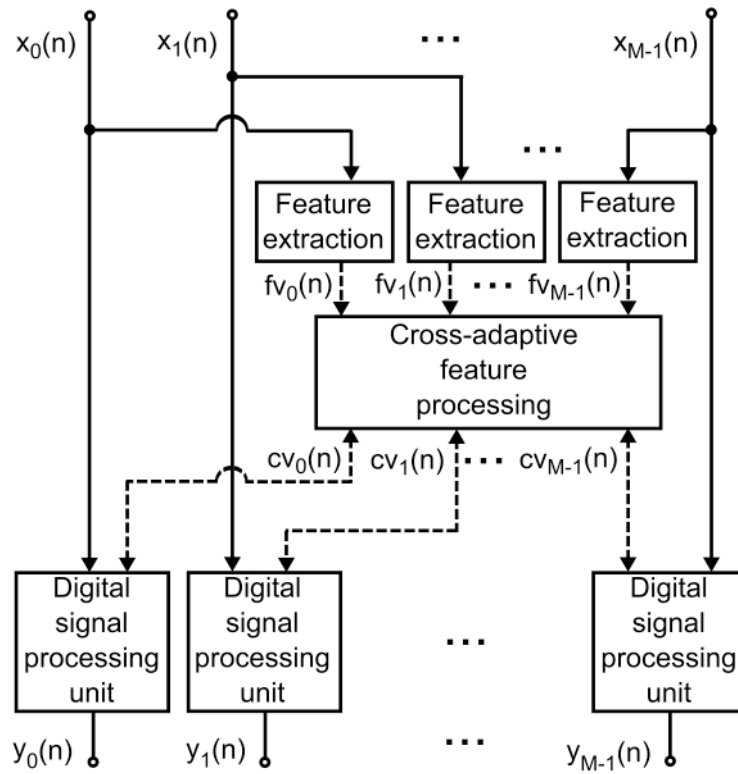 x0(n) x1(n) ... xM-1(n)
...
Feature extraction
Feature extraction
Feature extraction
fv0(n) fv1(n) ... fvM-1(n)
Cross-adaptive
feature
processing
cv0(n) cv1(n) ... cvM-1(n)
Digital
signal
processing
unit
Digital
signal
processing
unit
...
Digital
signal
processing
unit
y0(n) y1(n) ... yM-1(n)